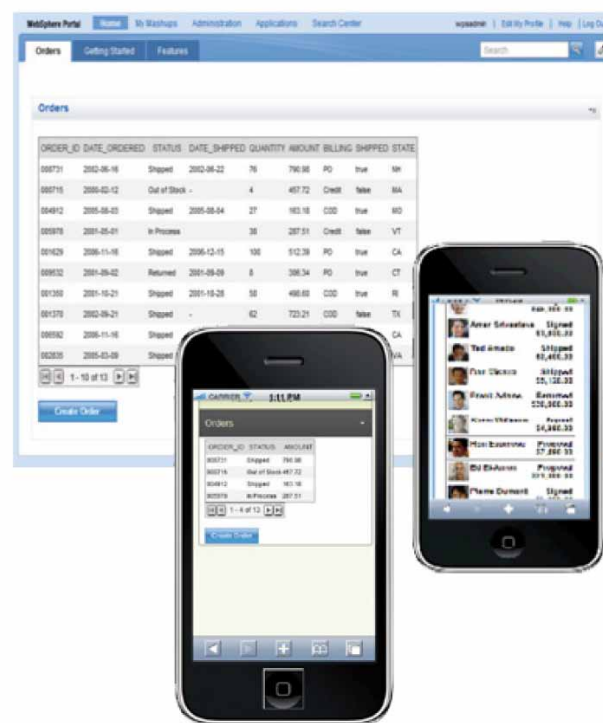 WebSphere Portal Home My Mashups Administration Applications Search Center wpsadmin | Edit My Profile | Help | Log Ou
Orders Getting Started Features Search
Orders
ORDER_ID DATE_ORDERED STATUS DATE_SHIPPED QUANTITY AMOUNT BILLING SHIPPED STATE
000731 2002-06-16 Shipped 2002-06-22 76 790.98 PO true NH
000715 2000-02-12 Out of Stock - 4 457.72 Credit false MA
004912 2005-08-03 Shipped 2005-08-04 27 163.18 COD true MO
005978 2001-05-01 In Process 38 287.51 Credit false VT
001629 2006-11-16 Shipped 2006-12-15 100 512.39 PO true CA
009532 2001-09-02 Returned 2001-09-09 8 386.34 PO true CT
001350 2001-10-21 Shipped 2001-10-28 58 498.60 COD true RI
001370 2002-09-21 Shipped - 62 723.21 COD false TX
006592 2006-11-16 Shipped CA
002835 2005-03-09 Shipped VA
1 - 10 of 13
Create Order
CARRIER 3:11 PM
Orders
ORDER_ID STATUS AMOUNT
000731 Shipped 790.98
000715 Out of Stock 457.72
004912 Shipped 163.18
005978 In Process 287.51
1 - 4 of 13
Create Order
Amar Srivastava Signed
Ted Amado Shipped
Shipped
Returned
Signed
Proposed
Proposed
Pierre Dumont Signed